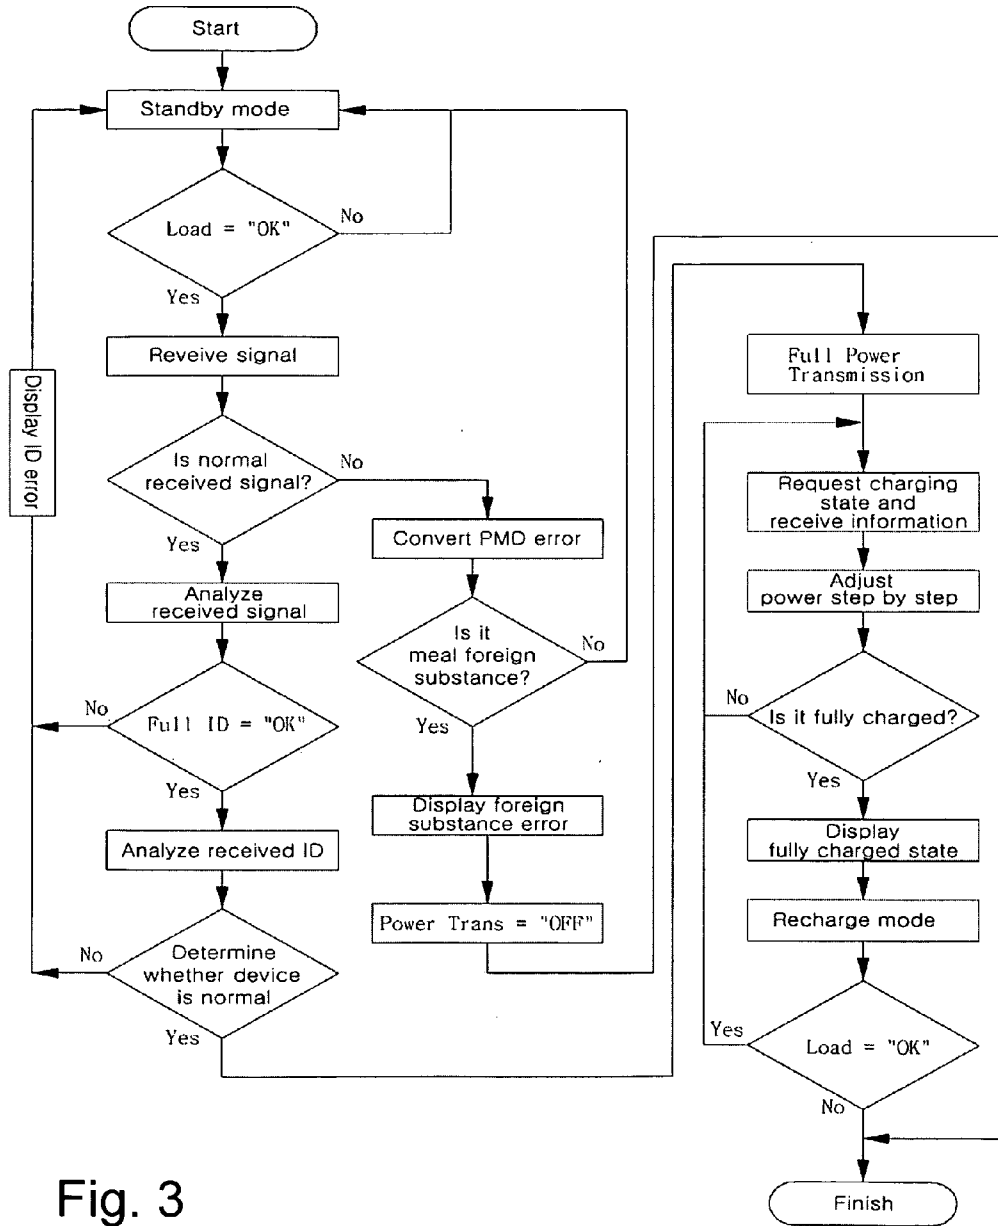 Start
Standby mode
Load = "OK"
No
Yes
Reveive signal
Display ID error
Is normal
received signal?
No
Yes
Analyze
received signal
Full ID = "OK"
No
Yes
Analyze received ID
Determine
whether device
is normal
No
Yes
Convert PMD error
Is it
meal foreign
substance?
No
Yes
Display foreign
substance error
Power Trans = "OFF"
Full Power
Transmission
Request charging
state and
receive information
Adjust
power step by step
Is it fully charged?
No
Yes
Display
fully charged state
Recharge mode
Load = "OK"
Yes
No
Finish
Fig. 3